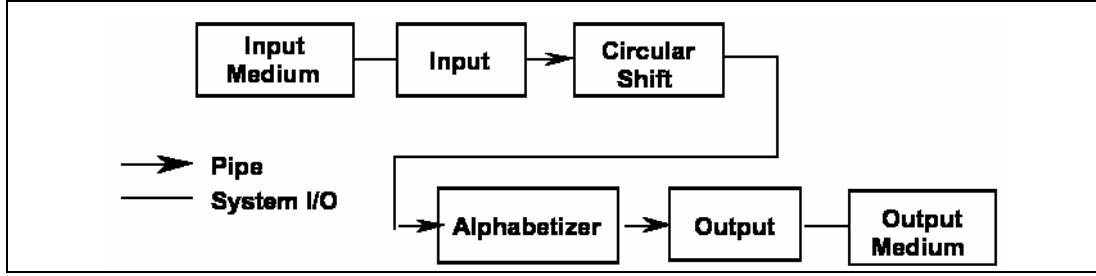 Input
Medium
Input
Circular
Shift
Pipe
System I/O
Alphabetizer
Output
Output
Medium